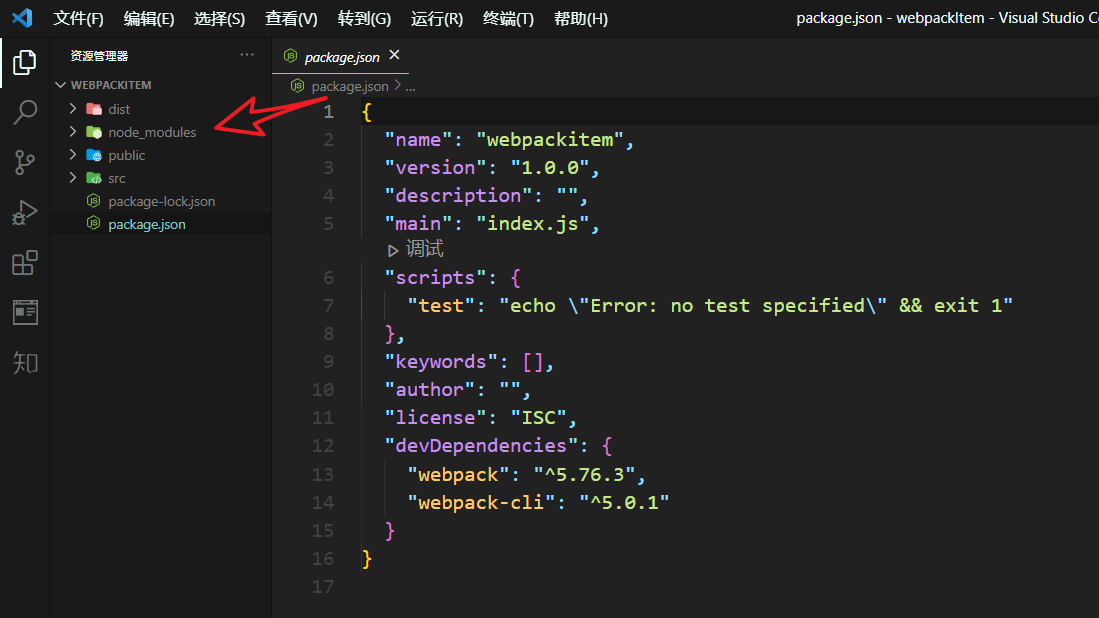 文件(F) 编辑(E) 选择(S) 查看(V) 转到(G) 运行(R) 终端(T) 帮助(H) package.json - webpackItem - Visual Studio
资源管理器 ···
WEBPACKITEM
dist
node_modules
public
src
package-lock.json
package.json
知
package.json
package.json > ...
1 {
2 "name": "webpackitem",
3 "version": "1.0.0",
4 "description": "",
5 "main": "index.js",
调试
6 "scripts": {
7 "test": "echo \"Error: no test specified\" && exit 1"
8 },
9 "keywords": [],
10 "author": "",
11 "license": "ISC",
12 "devDependencies": {
13 "webpack": "^5.76.3",
14 "webpack-cli": "^5.0.1"
15 }
16 }
17